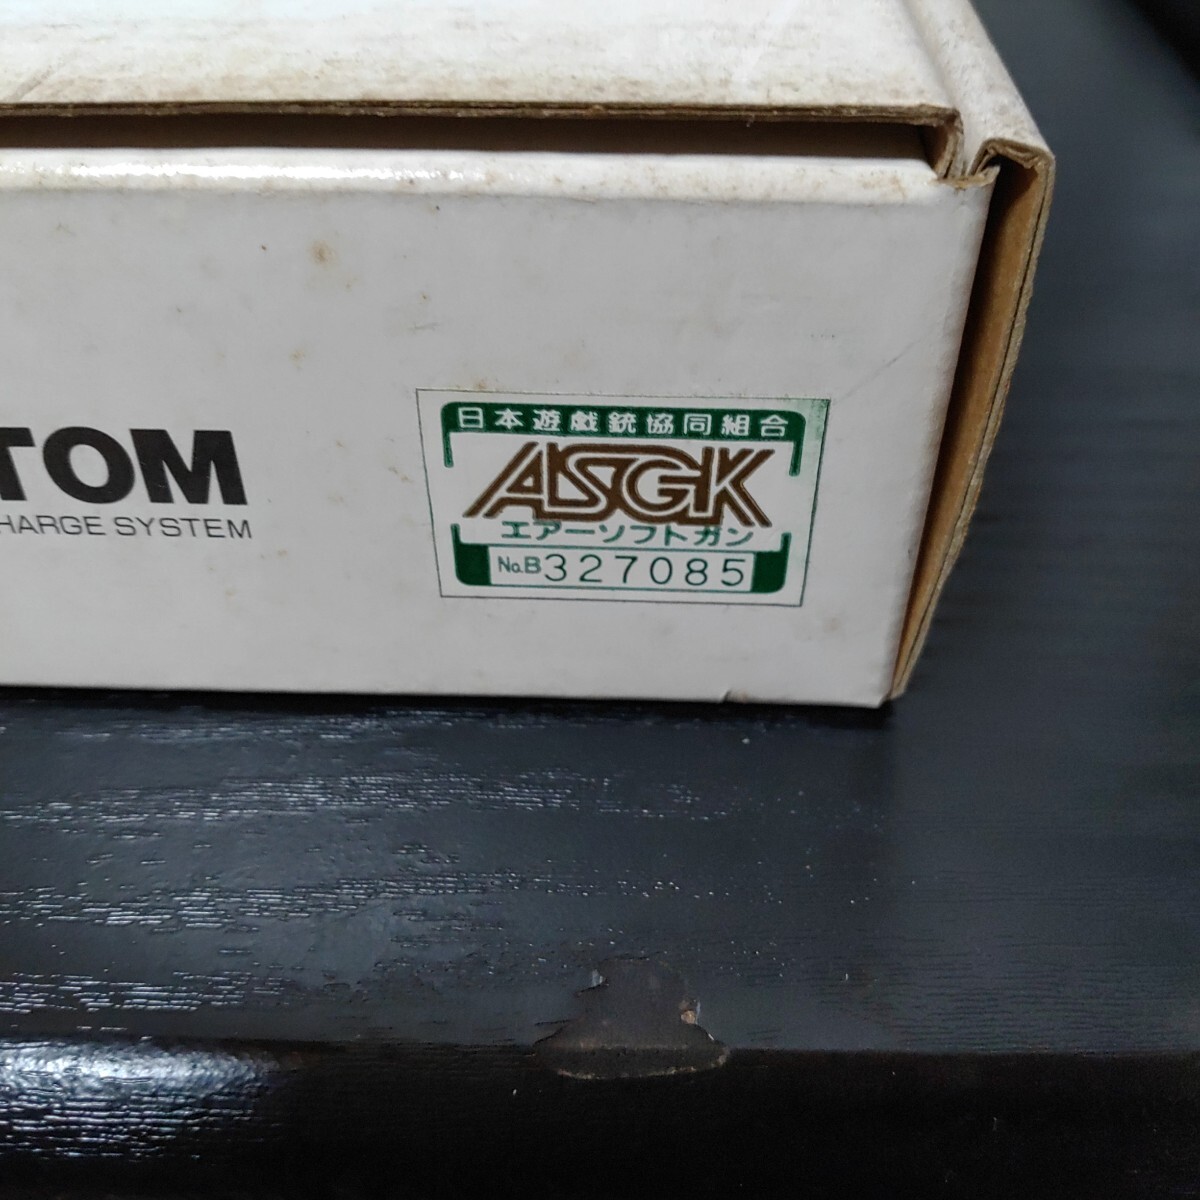 TOM
HARGE SYSTEM
日本遊戯銃協同組合
ASGK
エアーソフトガン
No.B327085